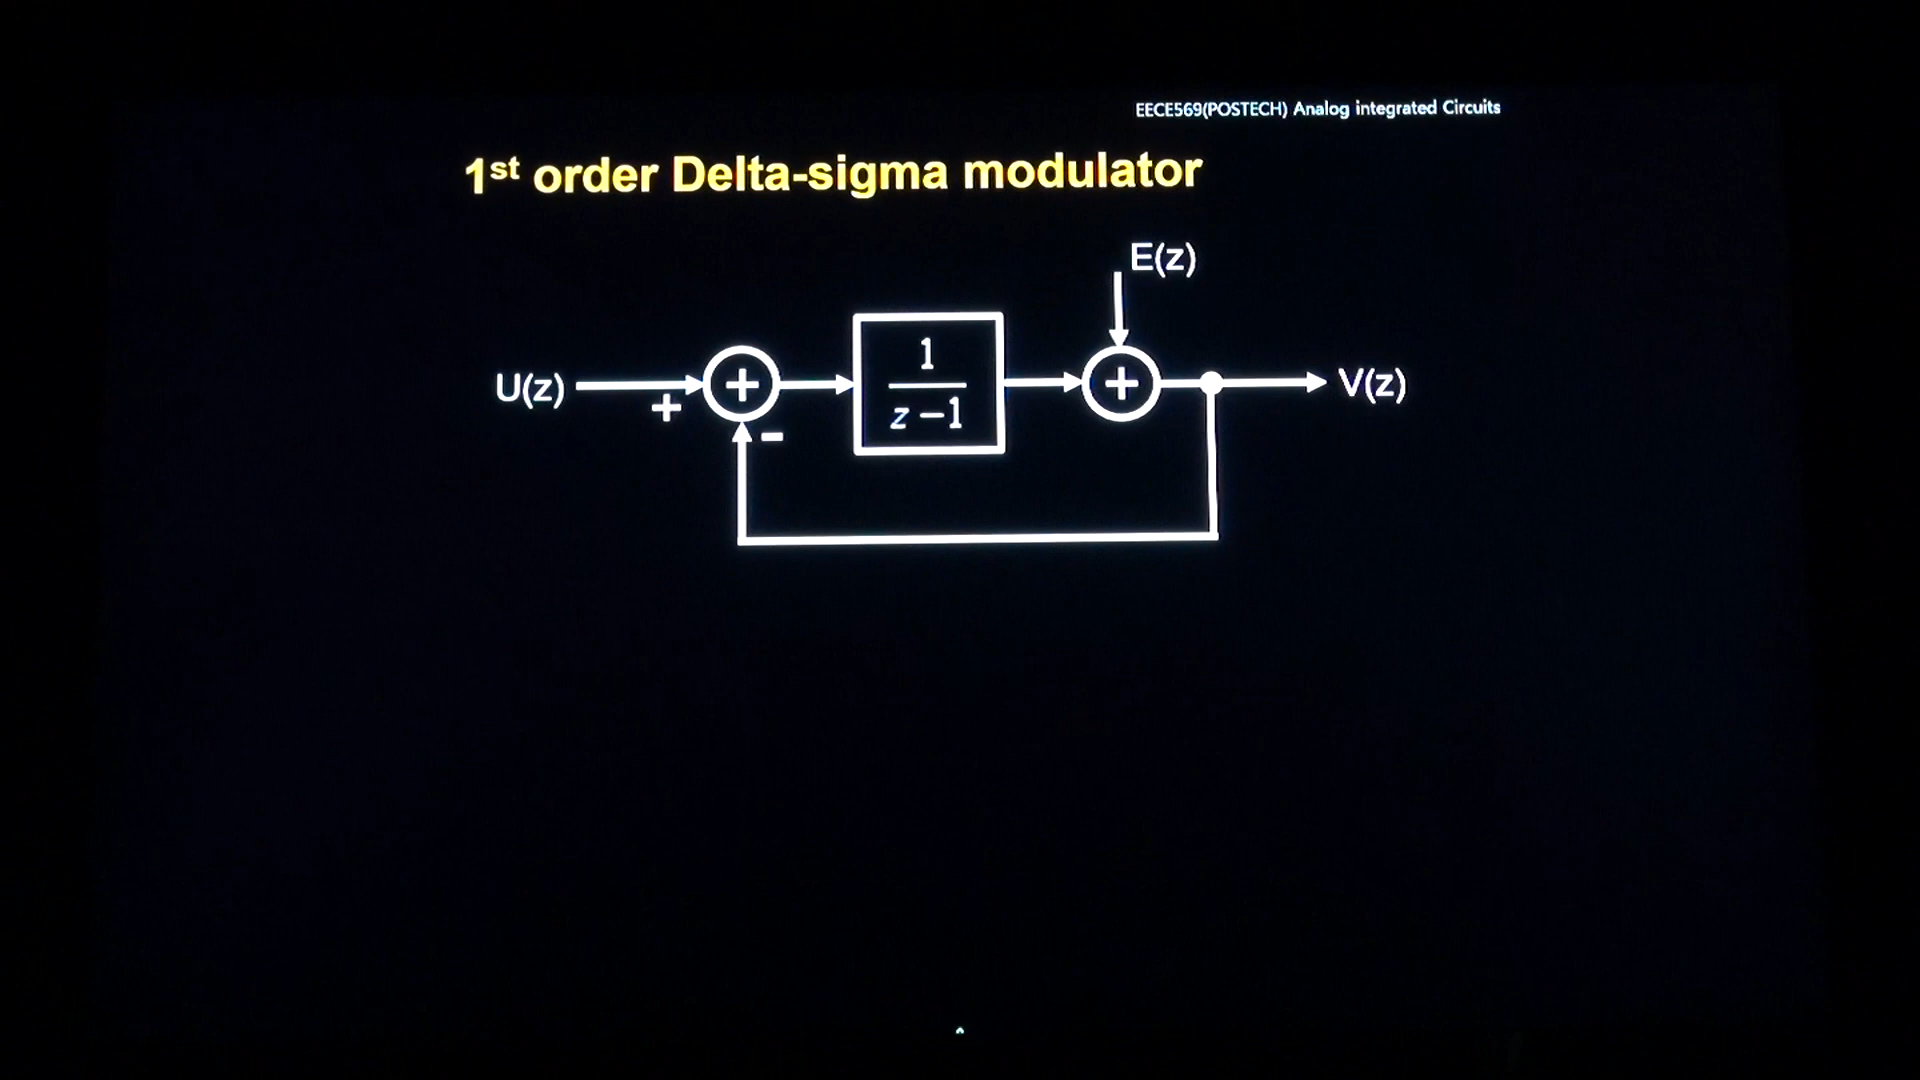 EECE569(POSTECH) Analog integrated Circuits
1st order Delta-sigma modulator
E(z)
U(z)
+
+
-
1
z-1
+
V(z)